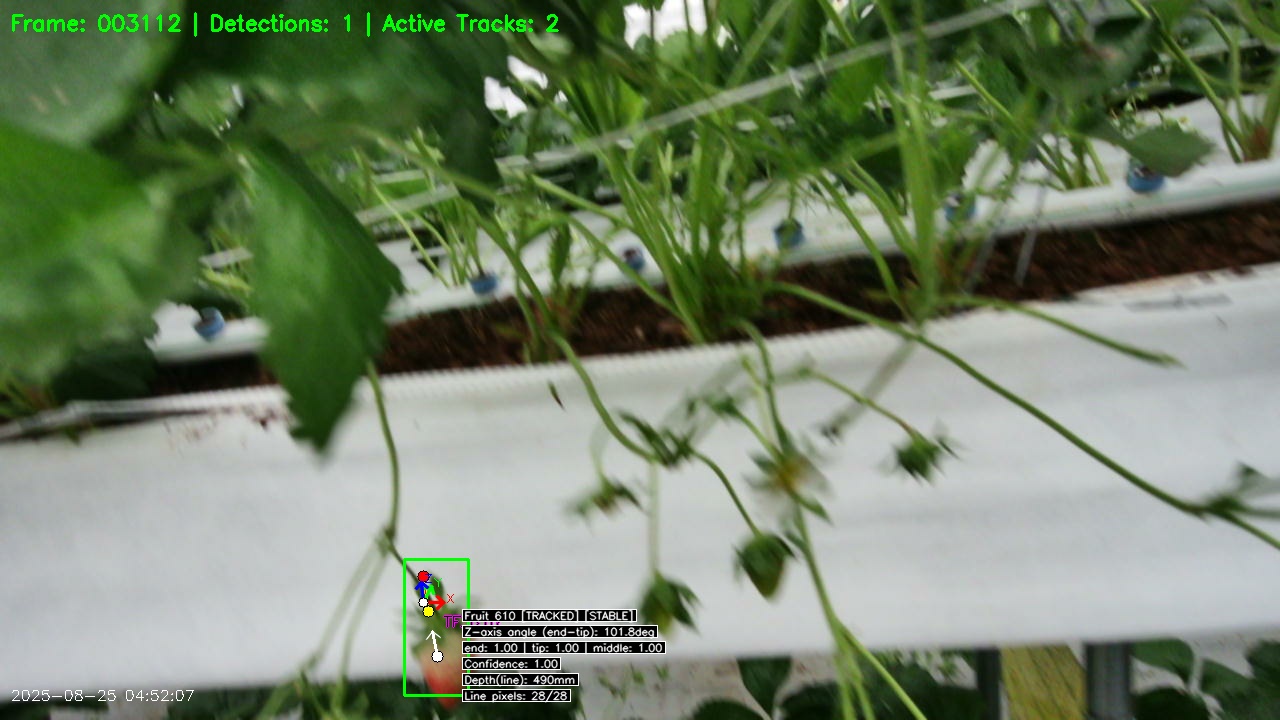 Frame: 003112 | Detections: 1 | Active Tracks: 2
X
Fruit 610 [TRACKED] [STABLE]
Z-axis angle (end-tip): 101.8deg
end: 1.00 | tip: 1.00 | middle: 1.00
Confidence: 1.00
Depth(line): 490mm
Line pixels: 28/28
2025-08-25 04:52:07